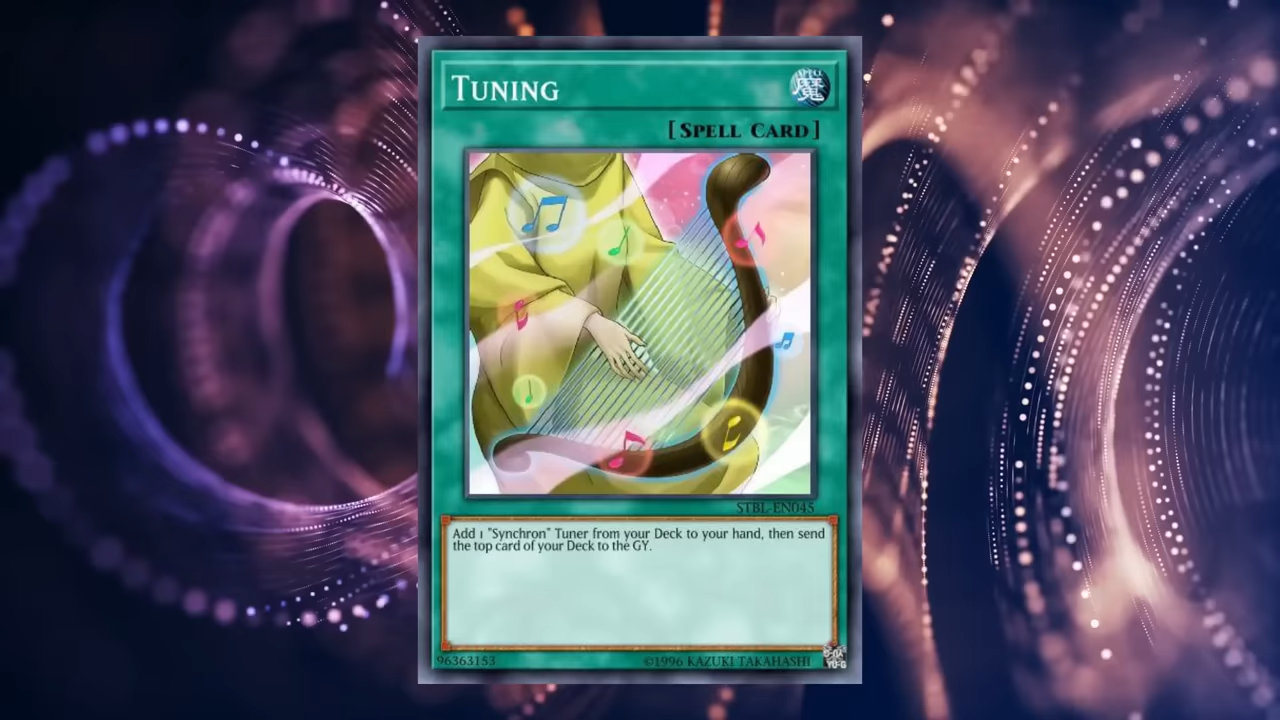 TUNING
魔
[ SPELL CARD ]
STBL-EN045
Add 1 "Synchron" Tuner from your Deck to your hand, then send
the top card of your Deck to the GY.
96363153
©1996 KAZUKI TAKAHASHI